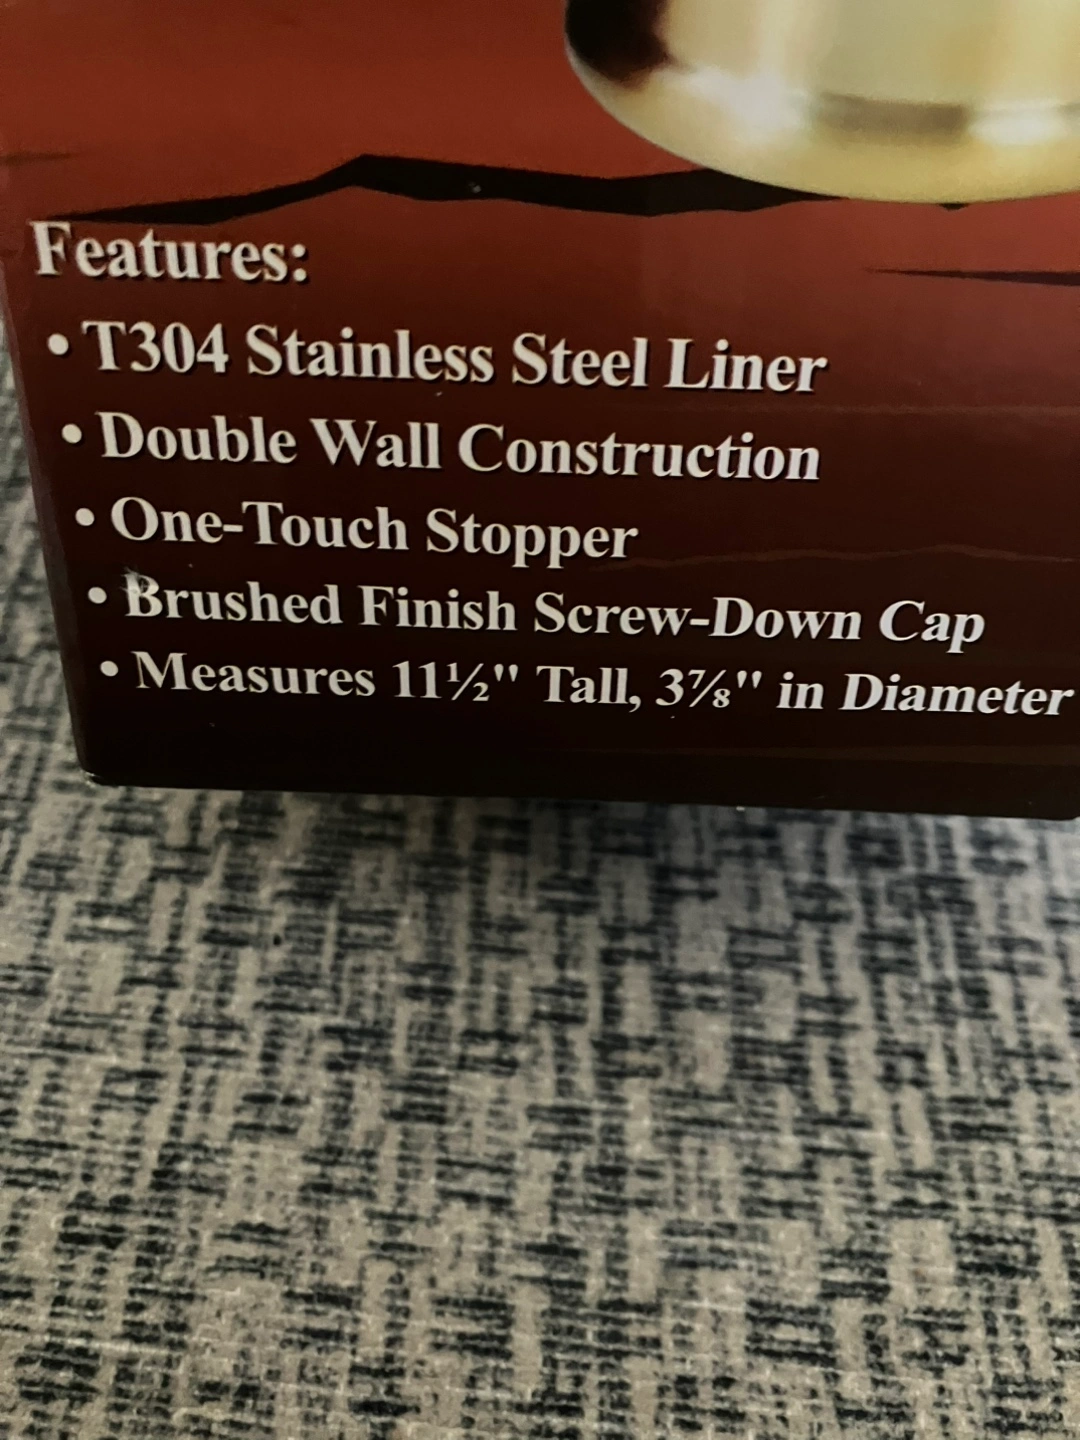 Features:
• T304 Stainless Steel Liner
• Double Wall Construction
• One-Touch Stopper
• Brushed Finish Screw-Down Cap
• Measures 11½" Tall, 3⅞" in Diameter